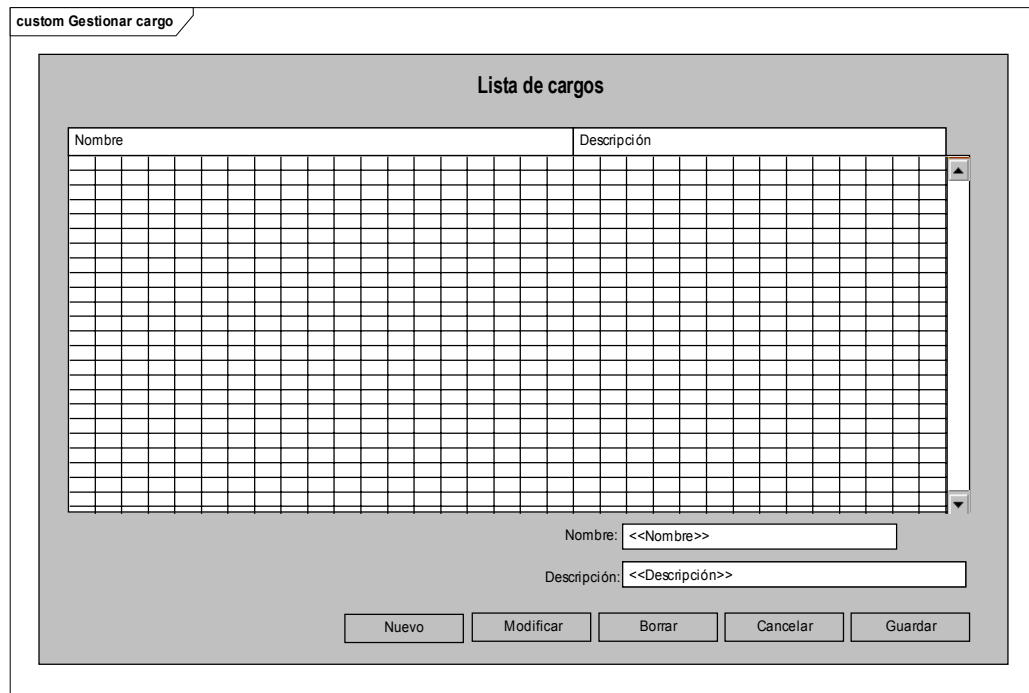 custom Gestionar cargo
Lista de cargos
Nombre Descripción
Nombre: <<Nombre>>
Descripción: <<Descripción>>
Nuevo Modificar Borrar Cancelar Guardar